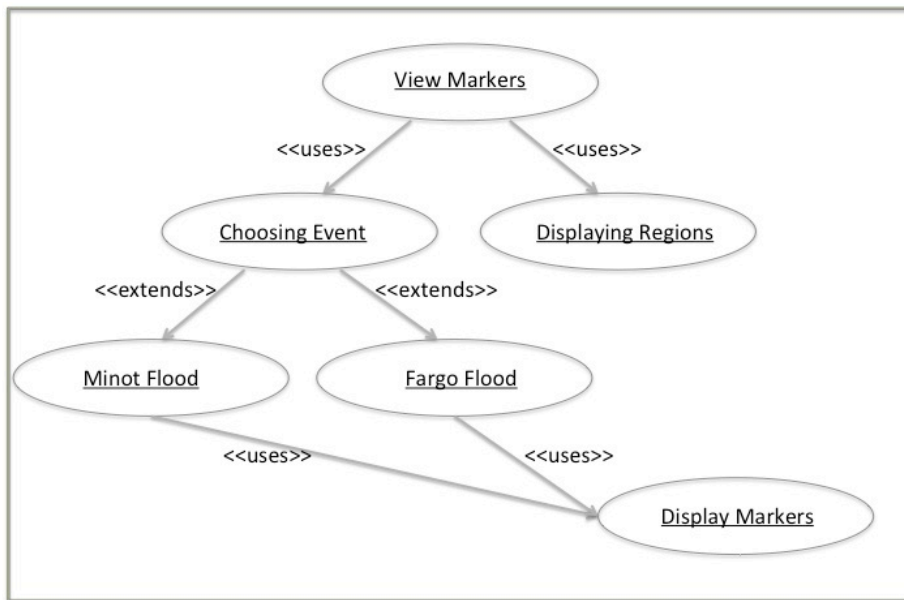 View Markers
<<uses>>
<<uses>>
Choosing Event
Displaying Regions
<<extends>>
<<extends>>
Minot Flood
Fargo Flood
<<uses>>
<<uses>>
Display Markers